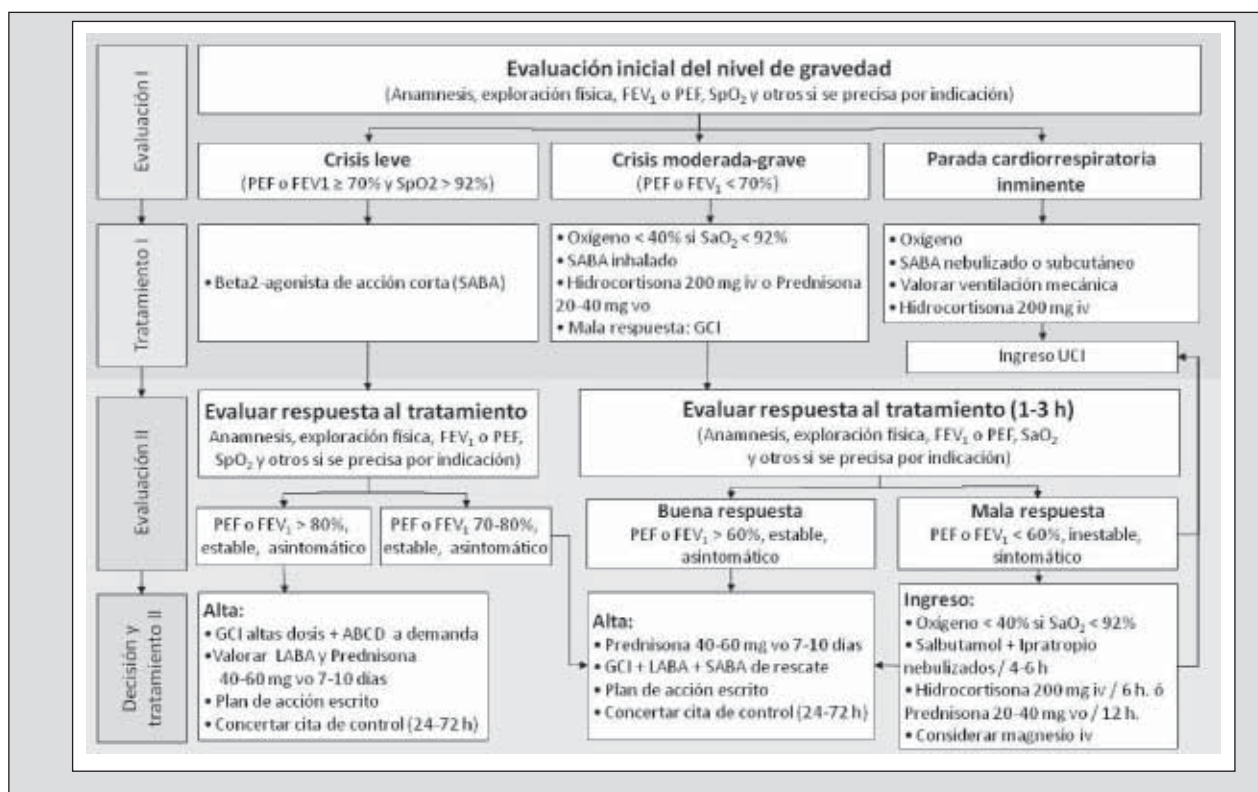 Evaluación I
Evaluación inicial del nivel de gravedad
(Anamnesis, exploración física, FEV₁ o PEF, SpO₂ y otros si se precisa por indicación)
Crisis leve
(PEF o FEV1 ≥ 70% y SpO2 > 92%)
Crisis moderada-grave
(PEF o FEV₁ < 70%)
Parada cardiorrespiratoria
inminente
Tratamiento I
• Beta2-agonista de acción corta (SABA)
• Oxígeno < 40% si SaO₂ < 92%
• SABA inhalado
• Hidrocortisona 200 mg iv o Prednisona
20-40 mg vo
• Mala respuesta: GCI
• Oxígeno
• SABA nebulizado o subcutáneo
• Valorar ventilación mecánica
• Hidrocortisona 200 mg iv
Ingreso UCI
Evaluación II
Evaluar respuesta al tratamiento
Anamnesis, exploración física, FEV₁ o PEF,
SpO₂ y otros si se precisa por indicación)
Evaluar respuesta al tratamiento (1-3 h)
(Anamnesis, exploración física, FEV₁ o PEF, SaO₂
y otros si se precisa por indicación)
PEF o FEV₁ > 80%,
estable, asintomático
PEF o FEV₁ 70-80%,
estable, asintomático
Buena respuesta
PEF o FEV₁ > 60%, estable,
asintomático
Mala respuesta
PEF o FEV₁ < 60%, inestable,
sintomático
Decisión y
tratamiento II
Alta:
• GCI altas dosis + ABCD a demanda
• Valorar LABA y Prednisona
40-60 mg vo 7-10 días
• Plan de acción escrito
• Concertar cita de control (24-72 h)
Alta:
• Prednisona 40-60 mg vo 7-10 días
• GCI + LABA + SABA de rescate
• Plan de acción escrito
• Concertar cita de control (24-72 h)
Ingreso:
• Oxígeno < 40% si SaO₂ < 92%
• Salbutamol + Ipratropio
nebulizados / 4-6 h
• Hidrocortisona 200 mg iv / 6 h. ó
Prednisona 20-40 mg vo / 12 h.
• Considerar magnesio iv